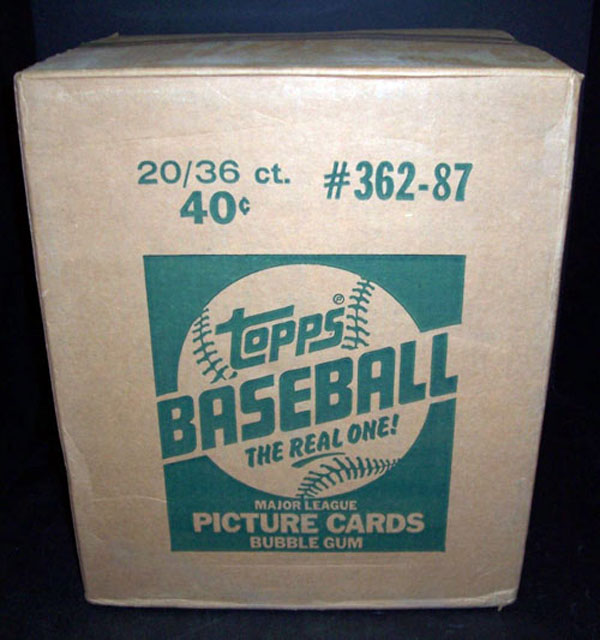 20/36 ct. #362-87
40¢
topps®
BASEBALL
THE REAL ONE!
MAJOR LEAGUE
PICTURE CARDS
BUBBLE GUM